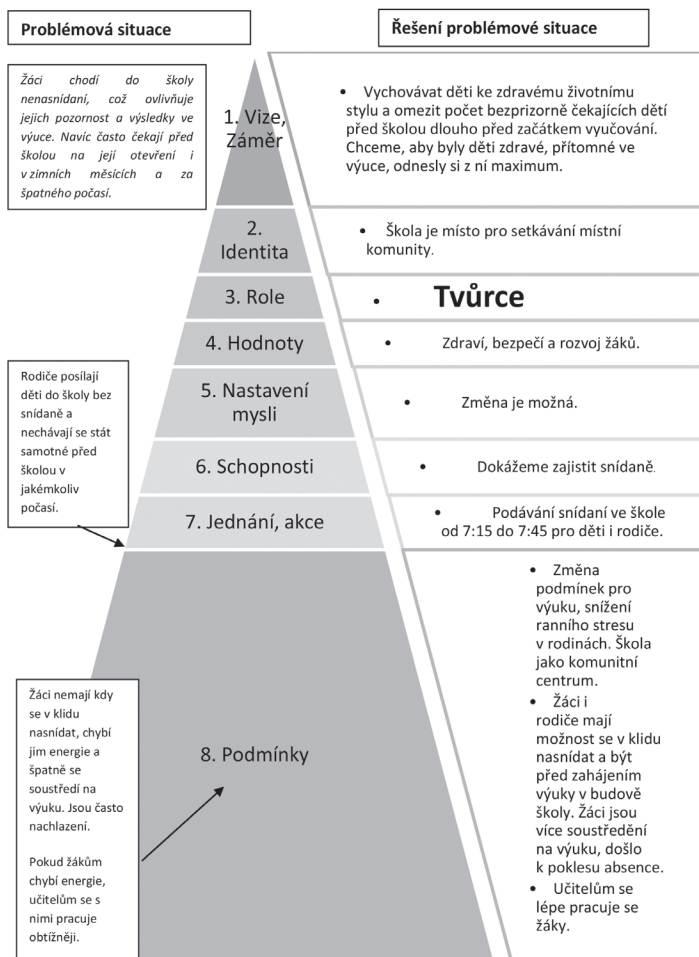 Problémová situace
Řešení problémové situace
Žáci chodí do školy
nenasnídaní, což ovlivňuje
jejich pozornost a výsledky ve
výuce. Navíc často čekají před
školou na její otevření i
v zimních měsících a za
špatného počasí.
1. Vize,
Záměr
• Vychovávat děti ke zdravému životnímu
stylu a omezit počet bezprizorně čekajících dětí
před školou dlouho před začátkem vyučování.
Chceme, aby byly děti zdravé, přítomné ve
výuce, odnesly si z ní maximum.
2.
Identita
• Škola je místo pro setkávání místní
komunity.
3. Role
• Tvůrce
4. Hodnoty
• Zdraví, bezpečí a rozvoj žáků.
Rodiče posílají
děti do školy bez
snídaně a
nechávají se stát
samotné před
školou v
jakémkoliv
počasí.
5. Nastavení
mysli
• Změna je možná.
6. Schopnosti
• Dokážeme zajistit snídaně.
7. Jednání, akce
• Podávání snídaní ve škole
od 7:15 do 7:45 pro děti i rodiče.
Žáci nemají kdy
se v klidu
nasnídat, chybí
jim energie a
špatně se
soustředí na
výuku. Jsou často
nachlazení.
Pokud žákům
chybí energie,
učitelům se s
nimi pracuje
obtížněji.
8. Podmínky
• Změna
podmínek pro
výuku, snížení
ranního stresu
v rodinách. Škola
jako komunitní
centrum.
• Žáci i
rodiče mají
možnost se v klidu
nasnídat a být
před zahájením
výuky v budově
školy. Žáci jsou
více soustředění
na výuku, došlo
k poklesu absence.
• Učitelům se
lépe pracuje se
žáky.